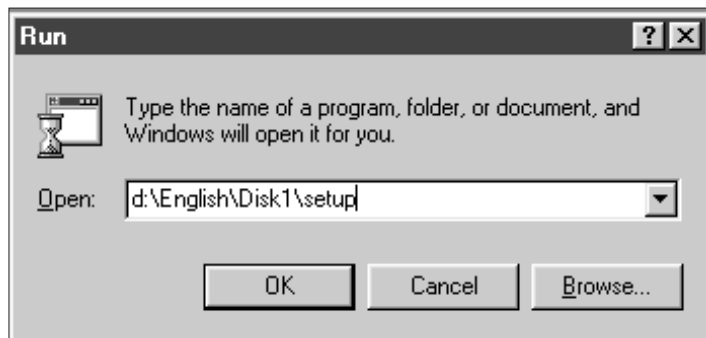 Run
Type the name of a program, folder, or document, and
Windows will open it for you.
Open: d:\English\Disk1\setup
OK Cancel Browse...